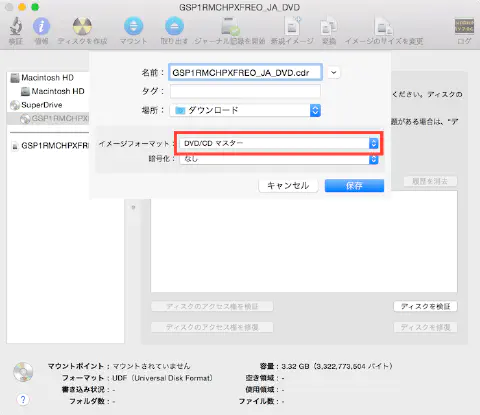 GSP1RMCHPXFREO_JA_DVD
検証 情報 ディスクを作成 マウント 取り出す ジャーナル記録を開始 新規イメージ 変換 イメージのサイズを変更 ログ
名前： GSP1RMCHPXFREO_JA_DVD.cdr
タグ：
場所： ダウンロード
イメージフォーマット： DVD/CD マスター
暗号化： なし
キャンセル 保存
Macintosh HD
Macintosh HD
SuperDrive
GSP1RMCHPX
GSP1RMCHPXFREO
ください。ディスクの
題がある場合は、"デ
履歴を消去
ディスクのアクセス権を検証 ディスクを検証
ディスクのアクセス権を修復 ディスクを修復
マウントポイント： マウントされていません
フォーマット： UDF（Universal Disk Format）
書き込み状況： -
フォルダ数： -
容量： 3.32 GB（3,322,773,504 バイト）
空き領域： -
使用領域： -
ファイル数： -
?